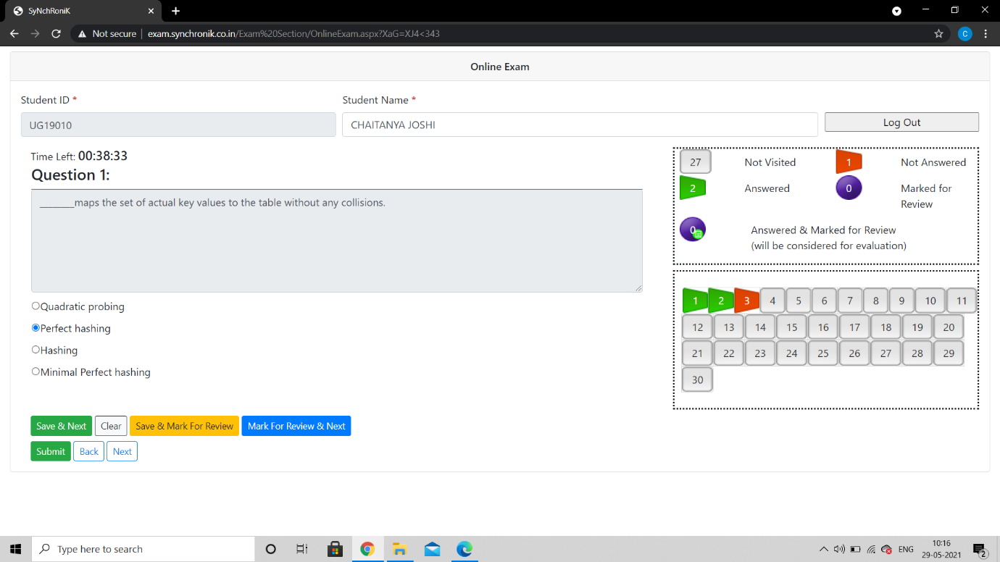 SyNchRoniK
Not secure | exam.synchronik.co.in/Exam%20Section/OnlineExam.aspx?XaG=XJ4<343
C
Online Exam
Student ID *
Student Name *
UG19010
CHAITANYA JOSHI
Log Out
Time Left: 00:38:33
Question 1:
________maps the set of actual key values to the table without any collisions.
Quadratic probing
Perfect hashing
Hashing
Minimal Perfect hashing
Save & Next
Clear
Save & Mark For Review
Mark For Review & Next
Submit
Back
Next
27 Not Visited
1 Not Answered
2 Answered
0 Marked for
Review
0 Answered & Marked for Review
(will be considered for evaluation)
1 2 3 4 5 6 7 8 9 10 11
12 13 14 15 16 17 18 19 20
21 22 23 24 25 26 27 28 29
30
Type here to search
ENG
10:16
29-05-2021
2